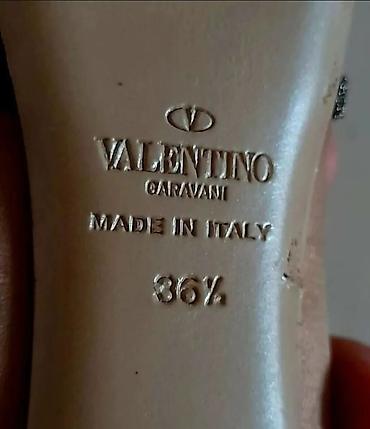 V
VALENTINO
GARAVANI
MADE IN ITALY
36½